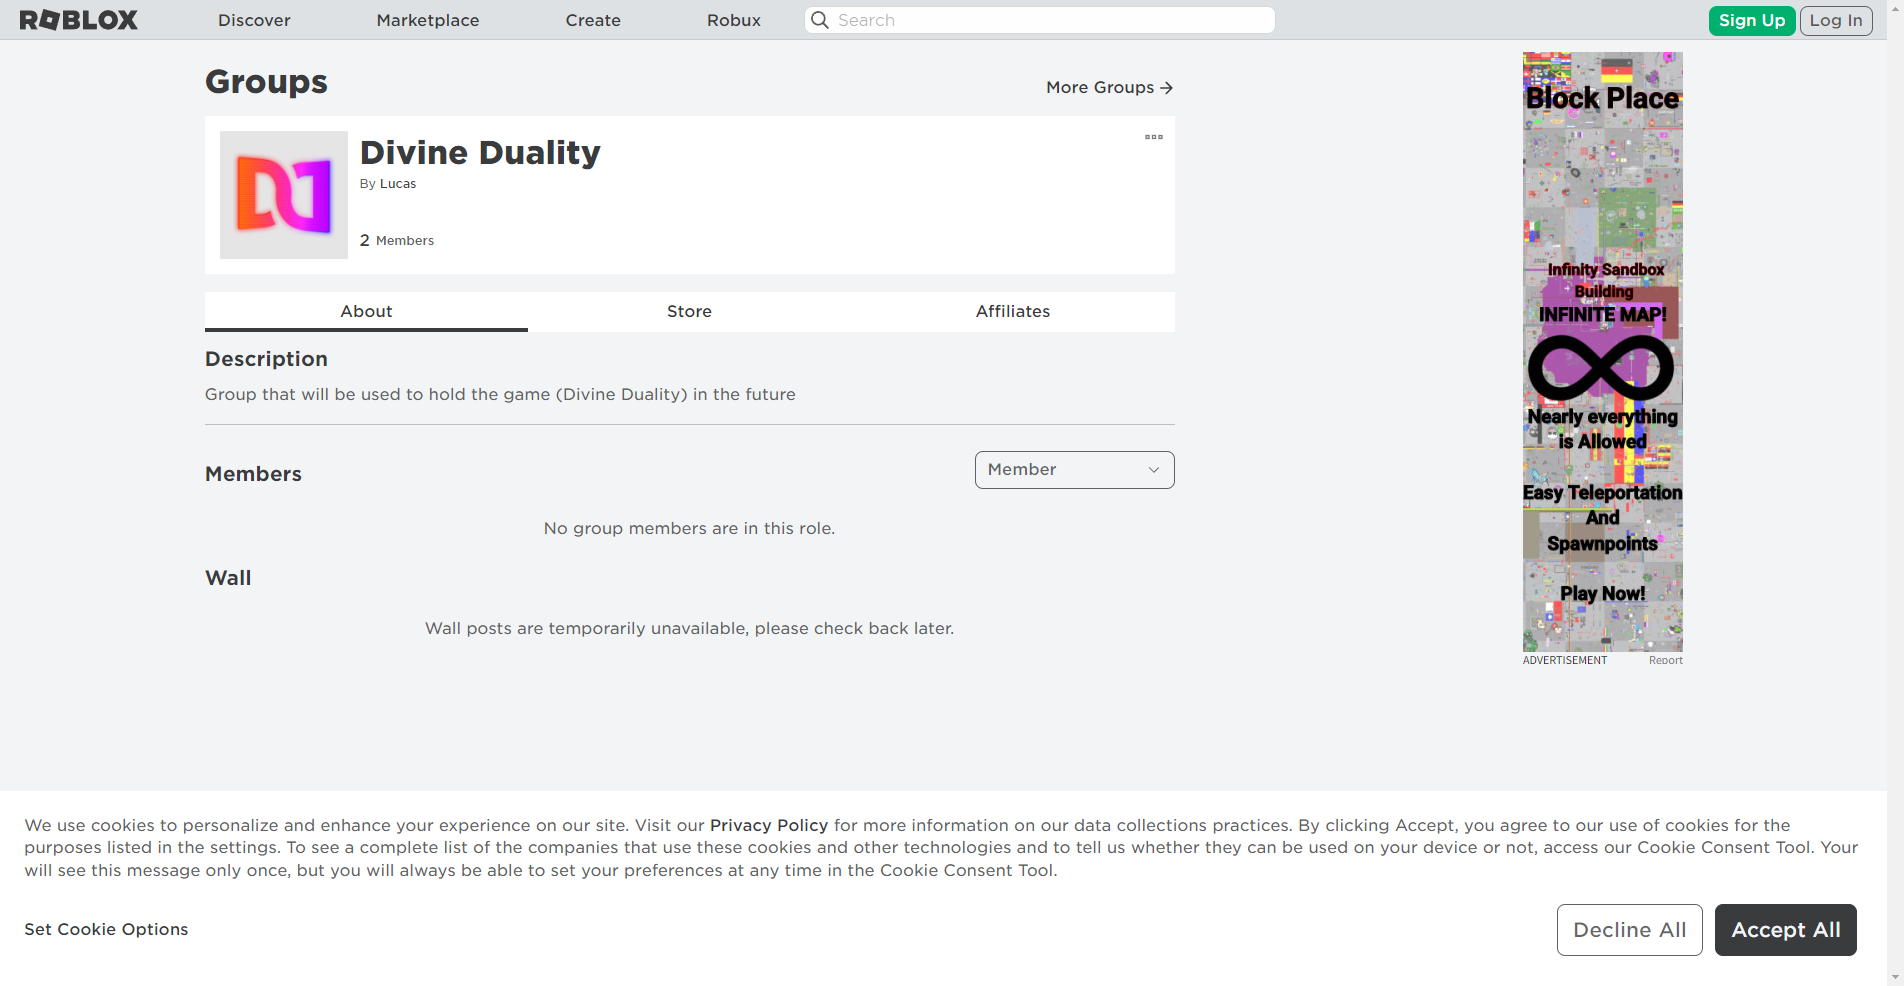 ROBLOX
Discover
Marketplace
Create
Robux
Search
Sign Up
Log In
Groups
More Groups →
Divine Duality
By Lucas
2 Members
About
Store
Affiliates
Description
Group that will be used to hold the game (Divine Duality) in the future
Members
Member
No group members are in this role.
Wall
Wall posts are temporarily unavailable, please check back later.
Block Place
Infinity Sandbox
Building
INFINITE MAP!
Nearly everything
is Allowed
Easy Teleportation
And
Spawnpoints
Play Now!
ADVERTISEMENT
Report
We use cookies to personalize and enhance your experience on our site. Visit our Privacy Policy for more information on our data collections practices. By clicking Accept, you agree to our use of cookies for the
purposes listed in the settings. To see a complete list of the companies that use these cookies and other technologies and to tell us whether they can be used on your device or not, access our Cookie Consent Tool. Your
will see this message only once, but you will always be able to set your preferences at any time in the Cookie Consent Tool.
Set Cookie Options
Decline All
Accept All